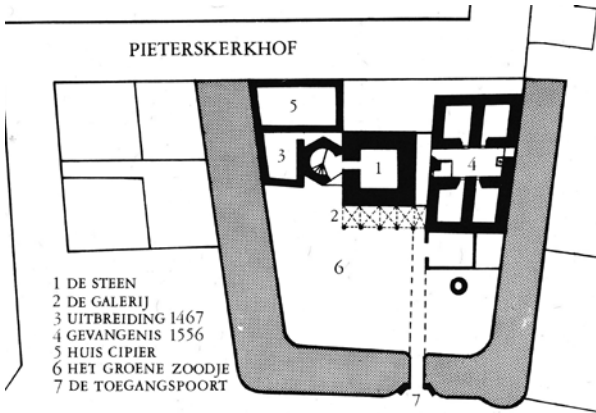 PIETERSKERKHOF
5
3
1
4
2
6
1 DE STEEN
2 DE GALERIJ
3 UITBREIDING 1467
4 GEVANGENIS 1556
5 HUIS CIPIER
6 HET GROENE ZOODJE
7 DE TOEGANGSPOORT
7